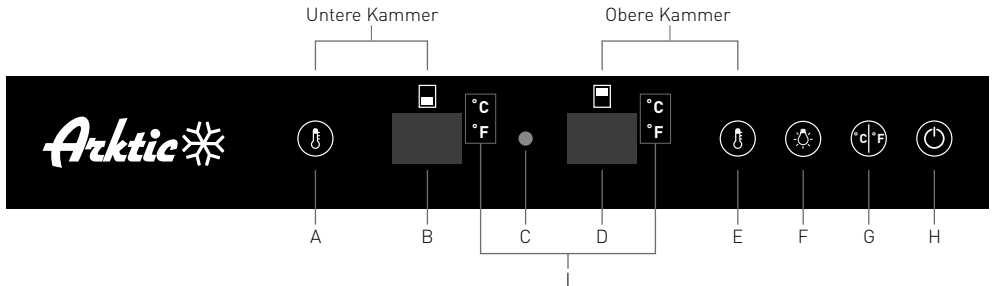 Untere Kammer Obere Kammer
°C °C
°F °F
Arktic °C °F
A B C D E F G H
I